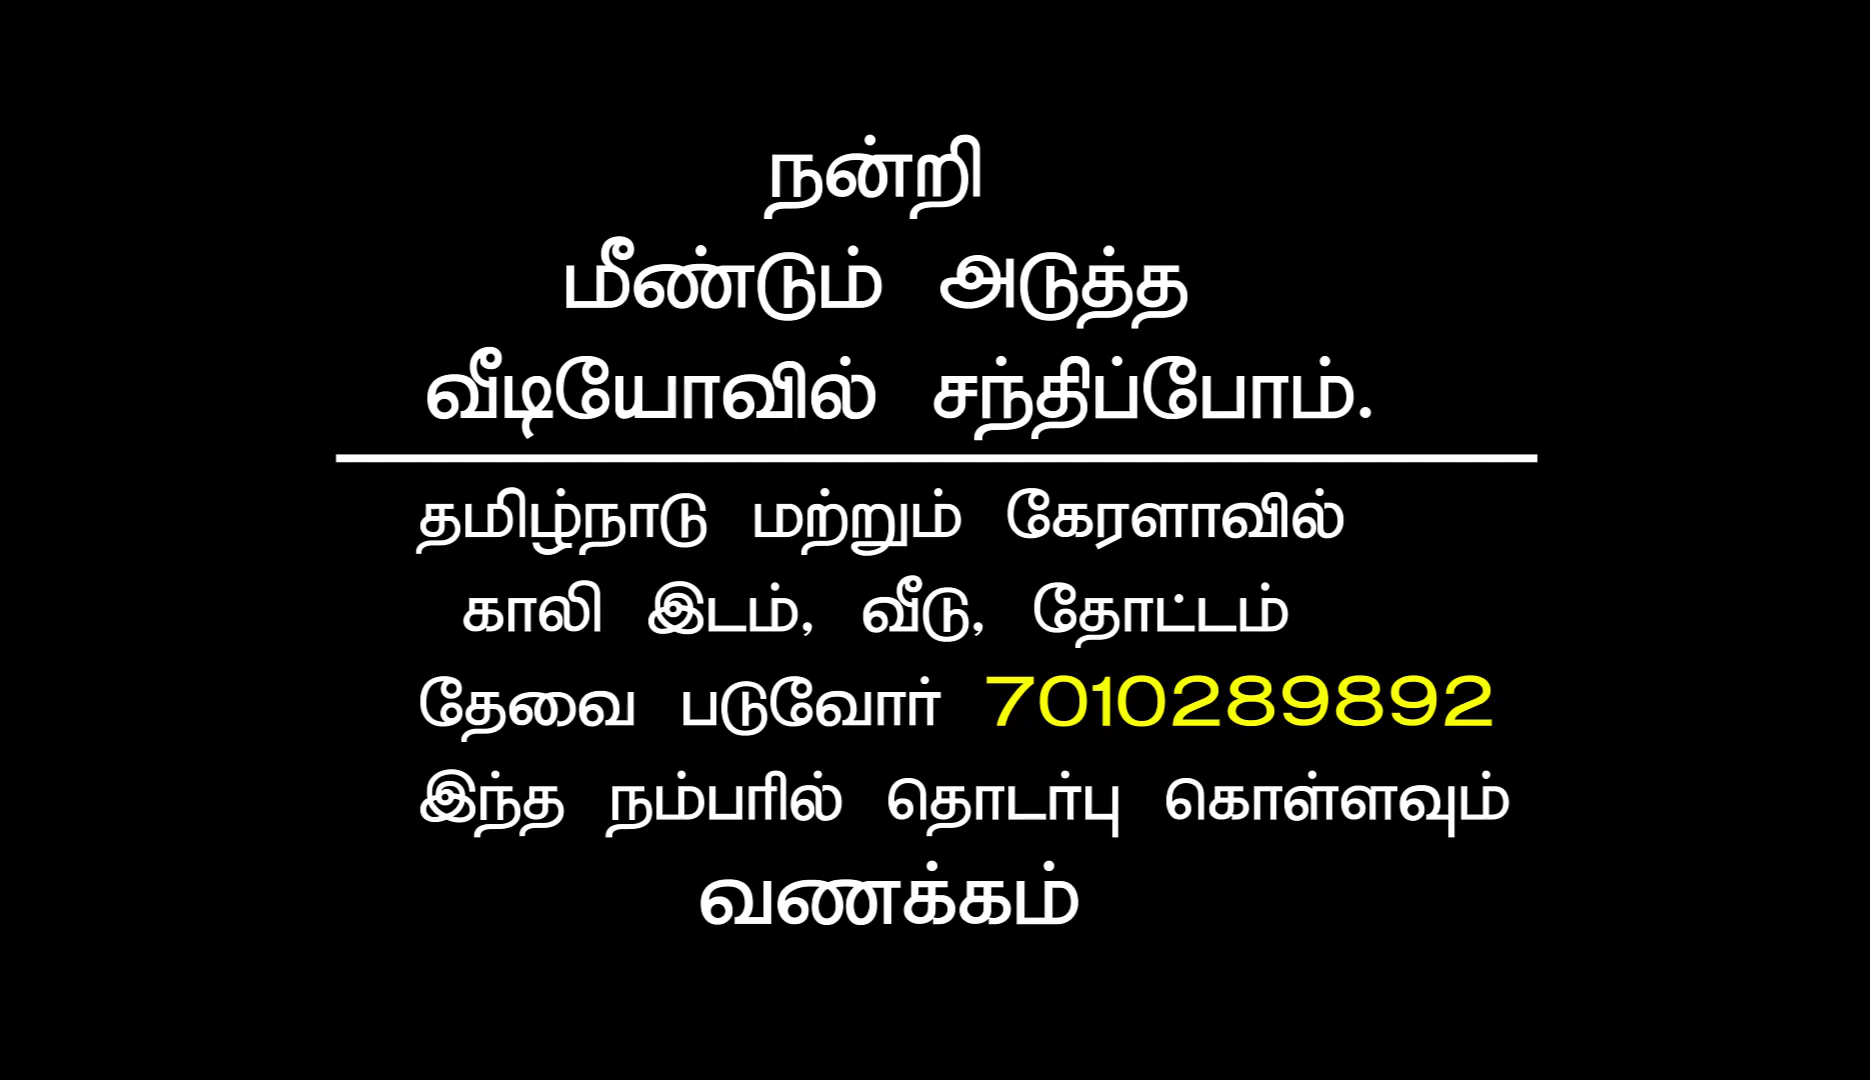 நன்றி
மீண்டும் அடுத்த
வீடியோவில் சந்திப்போம்.
தமிழ்நாடு மற்றும் கேரளாவில்
காலி இடம், வீடு, தோட்டம்
தேவை படுவோர் 7010289892
இந்த நம்பரில் தொடர்பு கொள்ளவும்
வணக்கம்